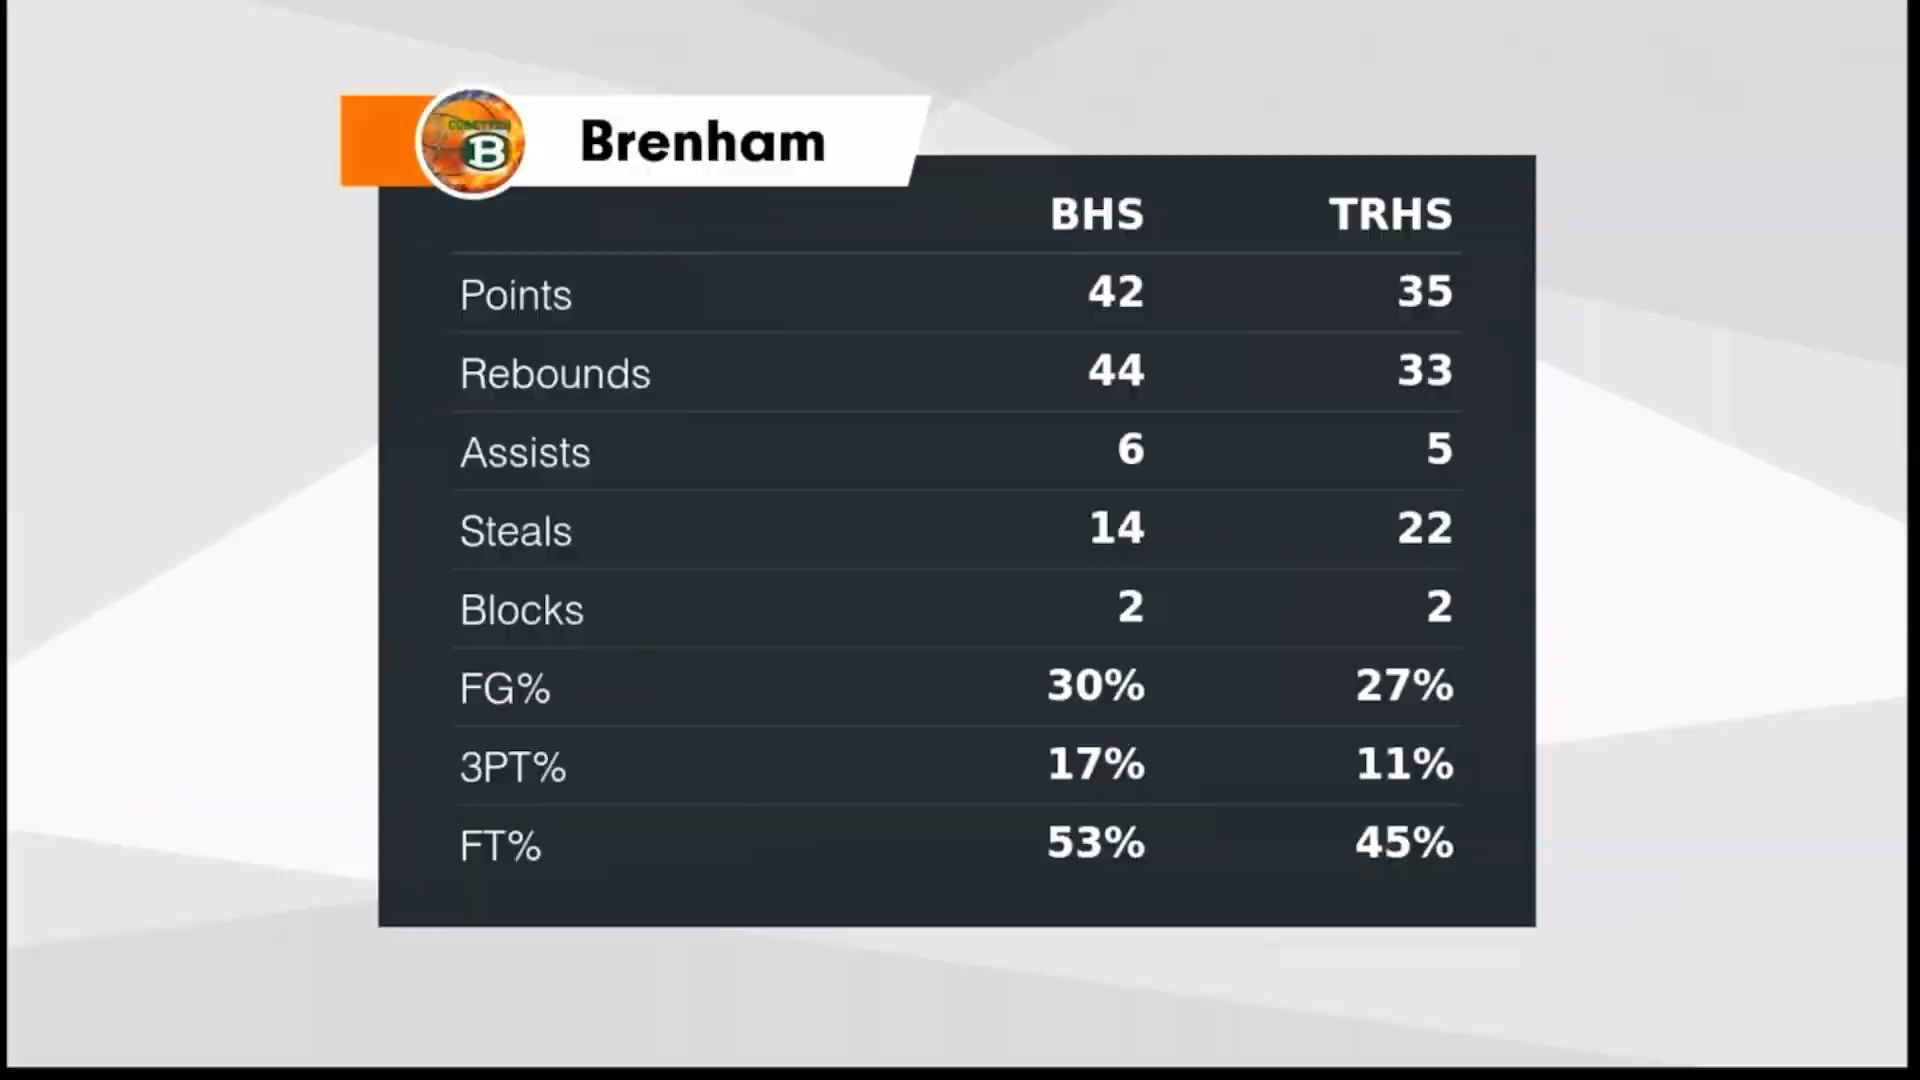 B
Brenham
BHS TRHS
Points 42 35
Rebounds 44 33
Assists 6 5
Steals 14 22
Blocks 2 2
FG% 30% 27%
3PT% 17% 11%
FT% 53% 45%